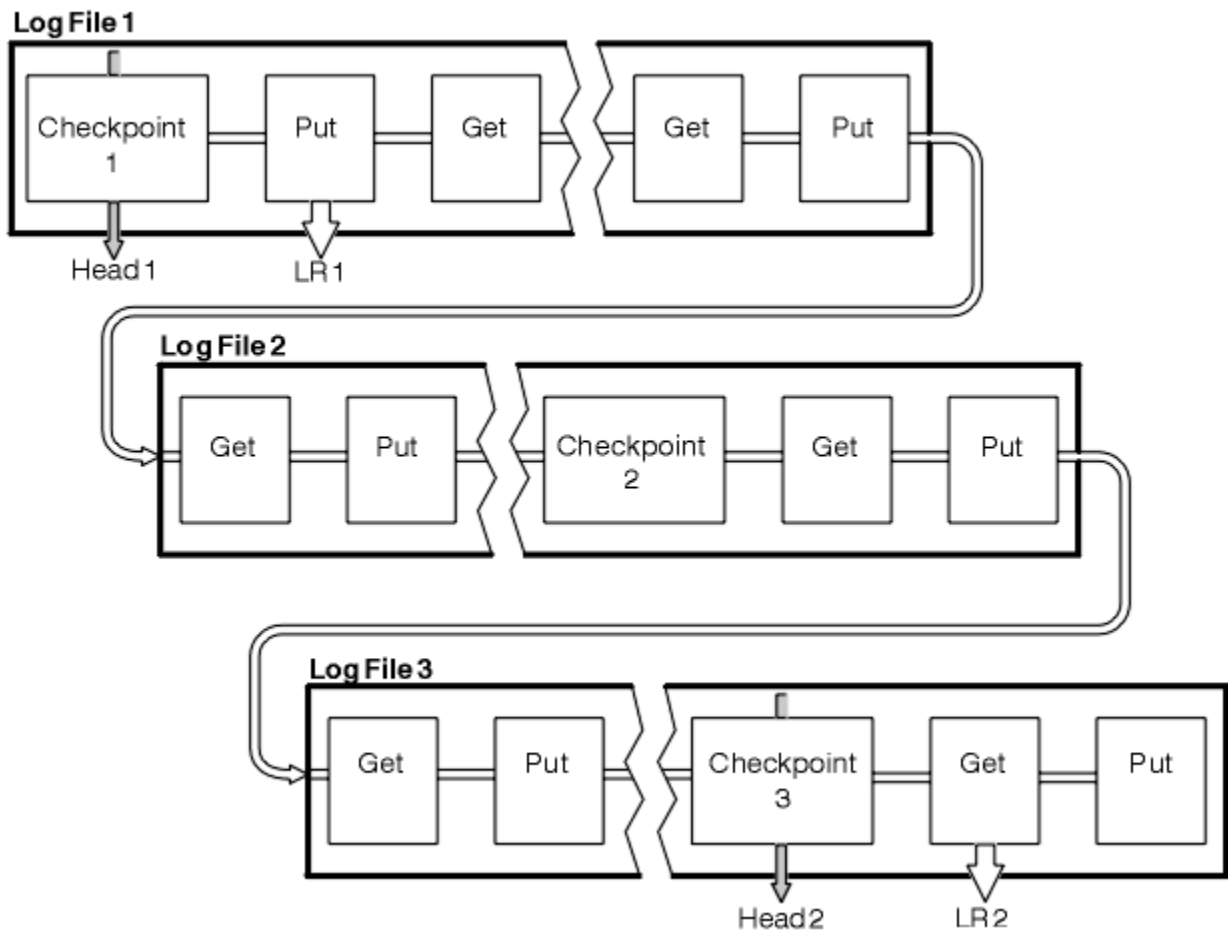 Log File 1
Checkpoint
1
Put
Get
Get
Put
Head 1
LR 1
Log File 2
Get
Put
Checkpoint
2
Get
Put
Log File 3
Get
Put
Checkpoint
3
Get
Put
Head 2
LR 2